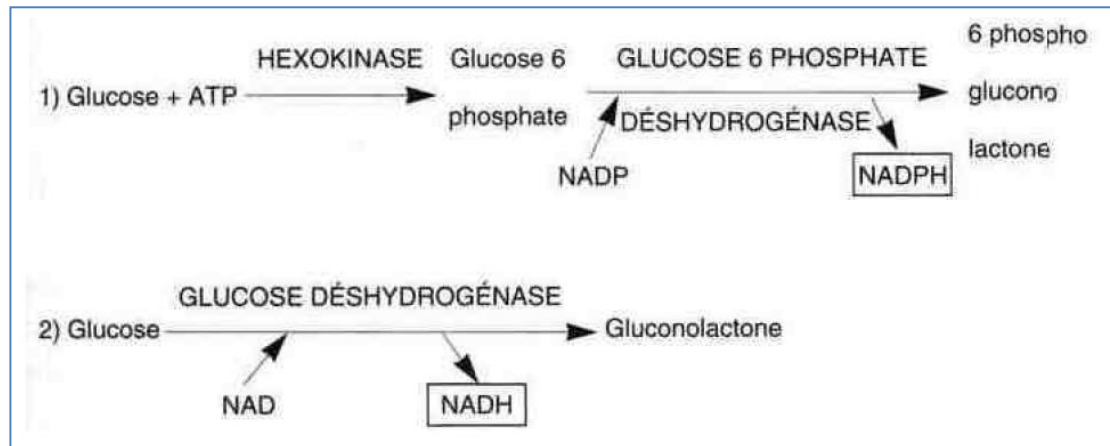 HEXOKINASE Glucose 6 GLUCOSE 6 PHOSPHATE 6 phospho
1) Glucose + ATP glucono
phosphate DÉSHYDROGÉNASE
lactone
NADP NADPH
GLUCOSE DÉSHYDROGÉNASE
2) Glucose Gluconolactone
NAD NADH